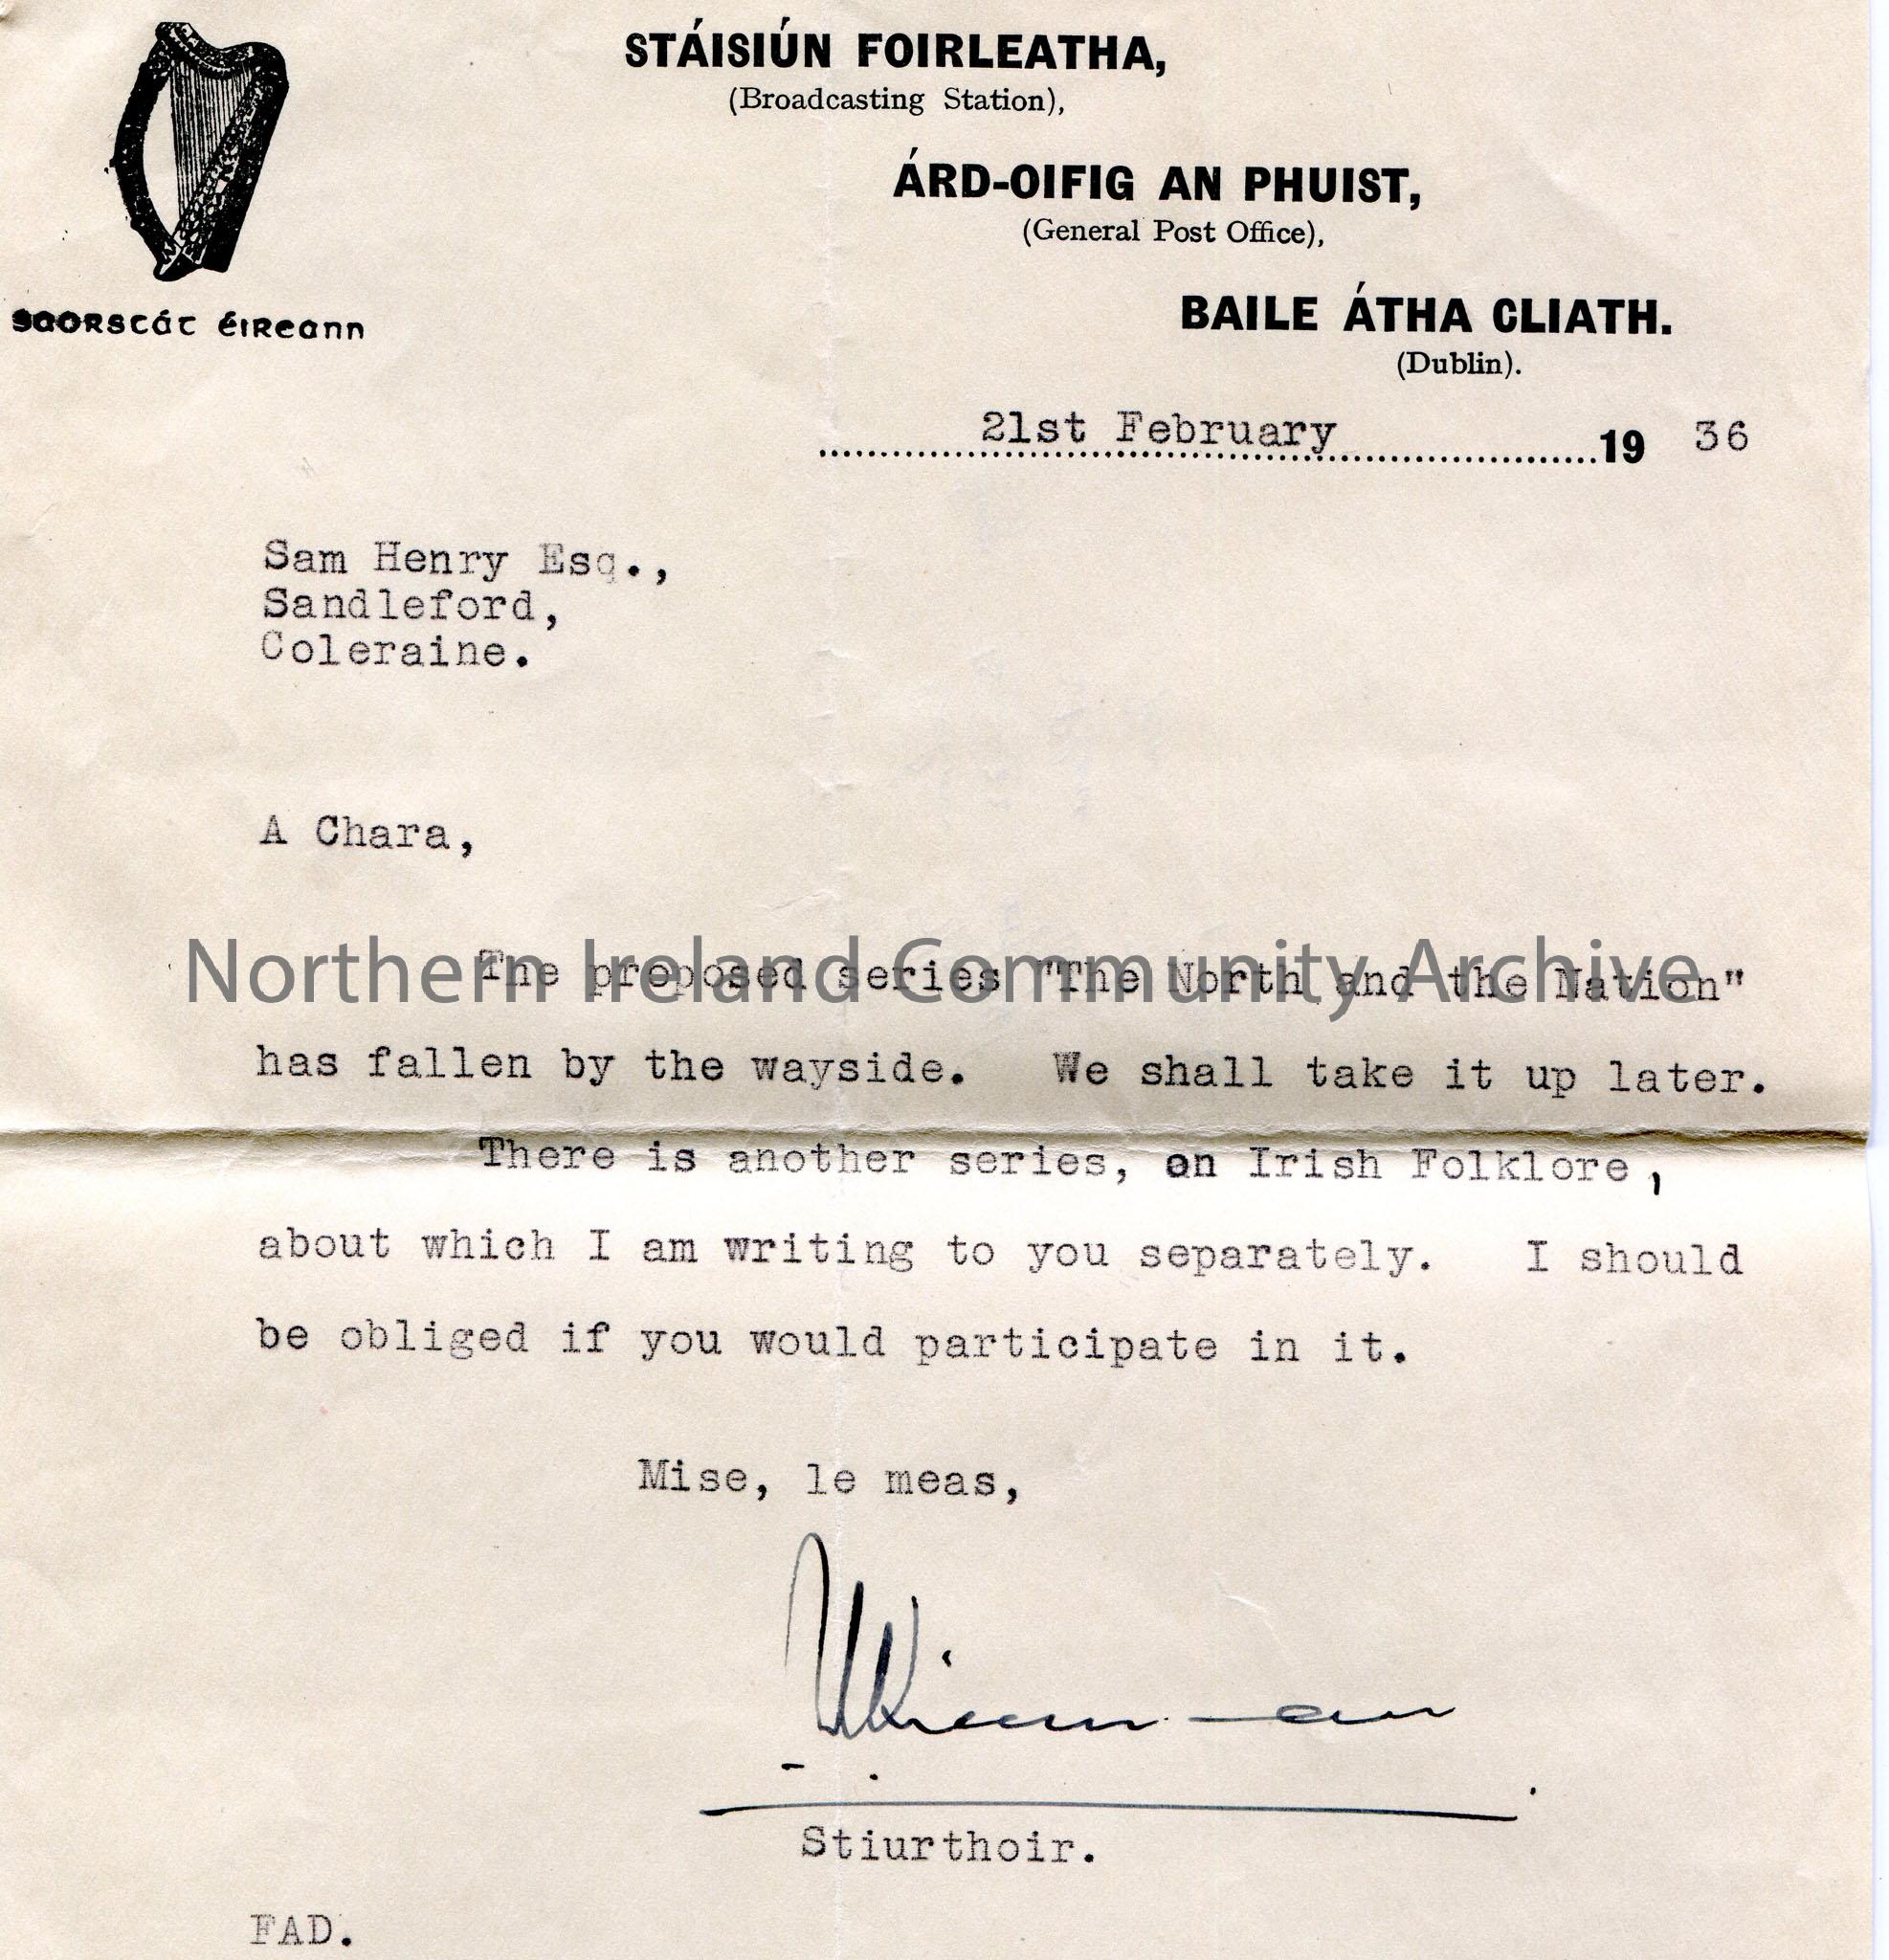 STÁISIÚN FOIRLEATHA,
(Broadcasting Station),
ÁRD-OIFIG AN PHUIST,
(General Post Office),
BAILE ÁTHA CLIATH.
(Dublin).
SAORSTÁT ÉIREANN
21st February 19 36
Sam Henry Esq.,
Sandleford,
Coleraine.
A Chara,
Northern Ireland Community Archive
The proposed series "The North and the Nation"
has fallen by the wayside. We shall take it up later.
There is another series, on Irish Folklore,
about which I am writing to you separately. I should
be obliged if you would participate in it.
Mise, le meas,
Stiurthoir.
FAD.